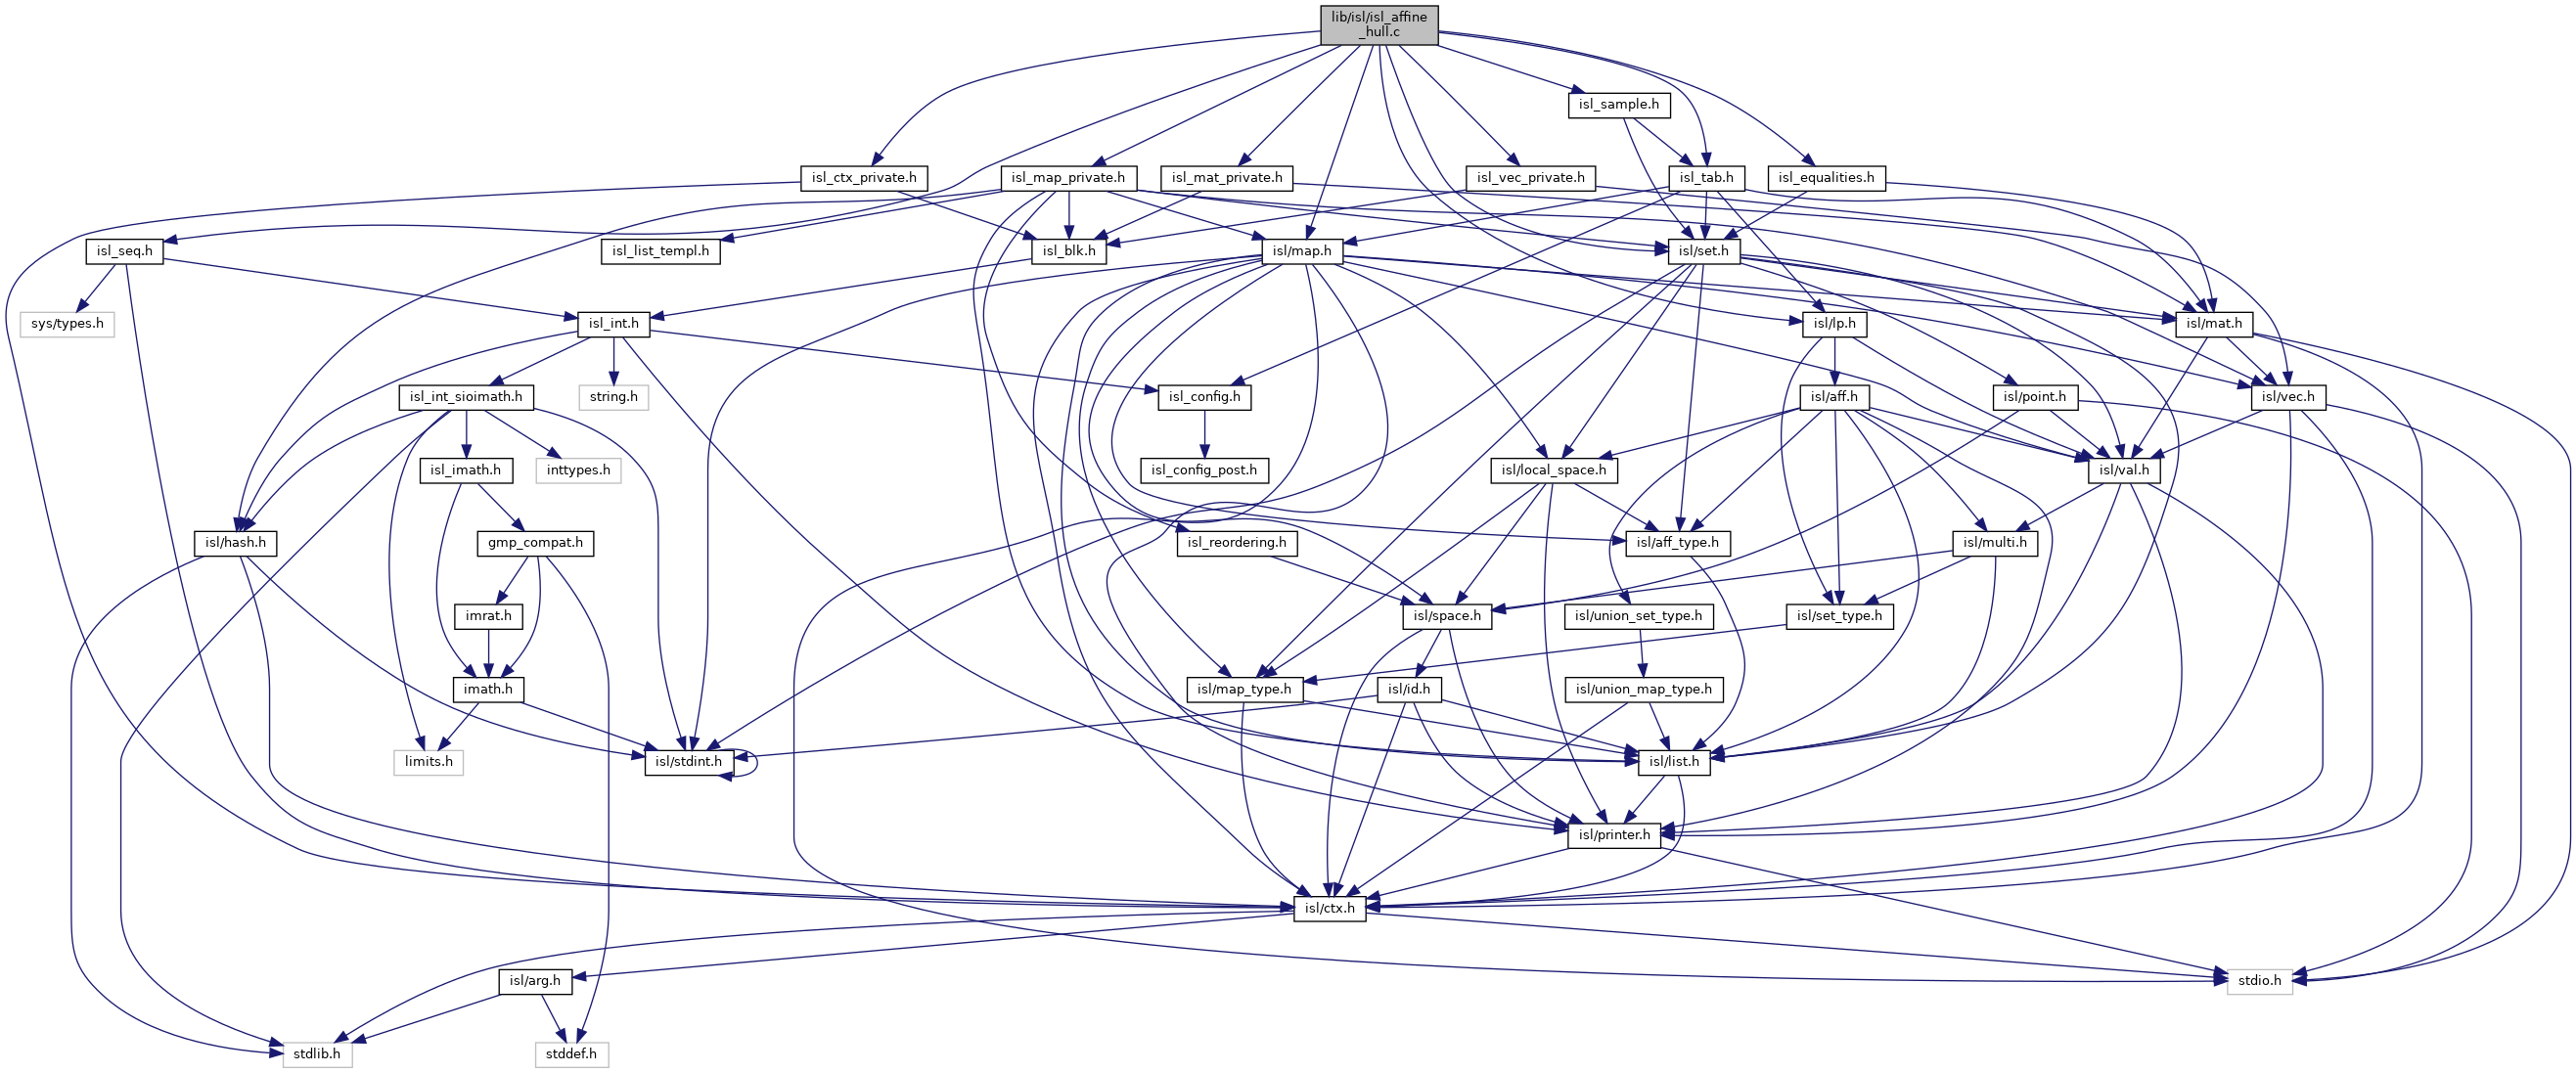 lib/isl/isl_affine
_hull.c
isl_sample.h
isl_ctx_private.h
isl_map_private.h
isl_mat_private.h
isl_vec_private.h
isl_tab.h
isl_equalities.h
isl_seq.h
isl_list_templ.h
isl_blk.h
isl/map.h
isl/set.h
sys/types.h
isl_int.h
isl/lp.h
isl/mat.h
isl_int_sioimath.h
string.h
isl_config.h
isl/aff.h
isl/point.h
isl/vec.h
isl_imath.h
inttypes.h
isl_config_post.h
isl/local_space.h
isl/val.h
isl/hash.h
gmp_compat.h
isl_reordering.h
isl/aff_type.h
isl/multi.h
imrat.h
isl/space.h
isl/union_set_type.h
isl/set_type.h
imath.h
isl/map_type.h
isl/id.h
isl/union_map_type.h
limits.h
isl/stdint.h
isl/list.h
isl/printer.h
isl/ctx.h
isl/arg.h
stdio.h
stdlib.h
stddef.h